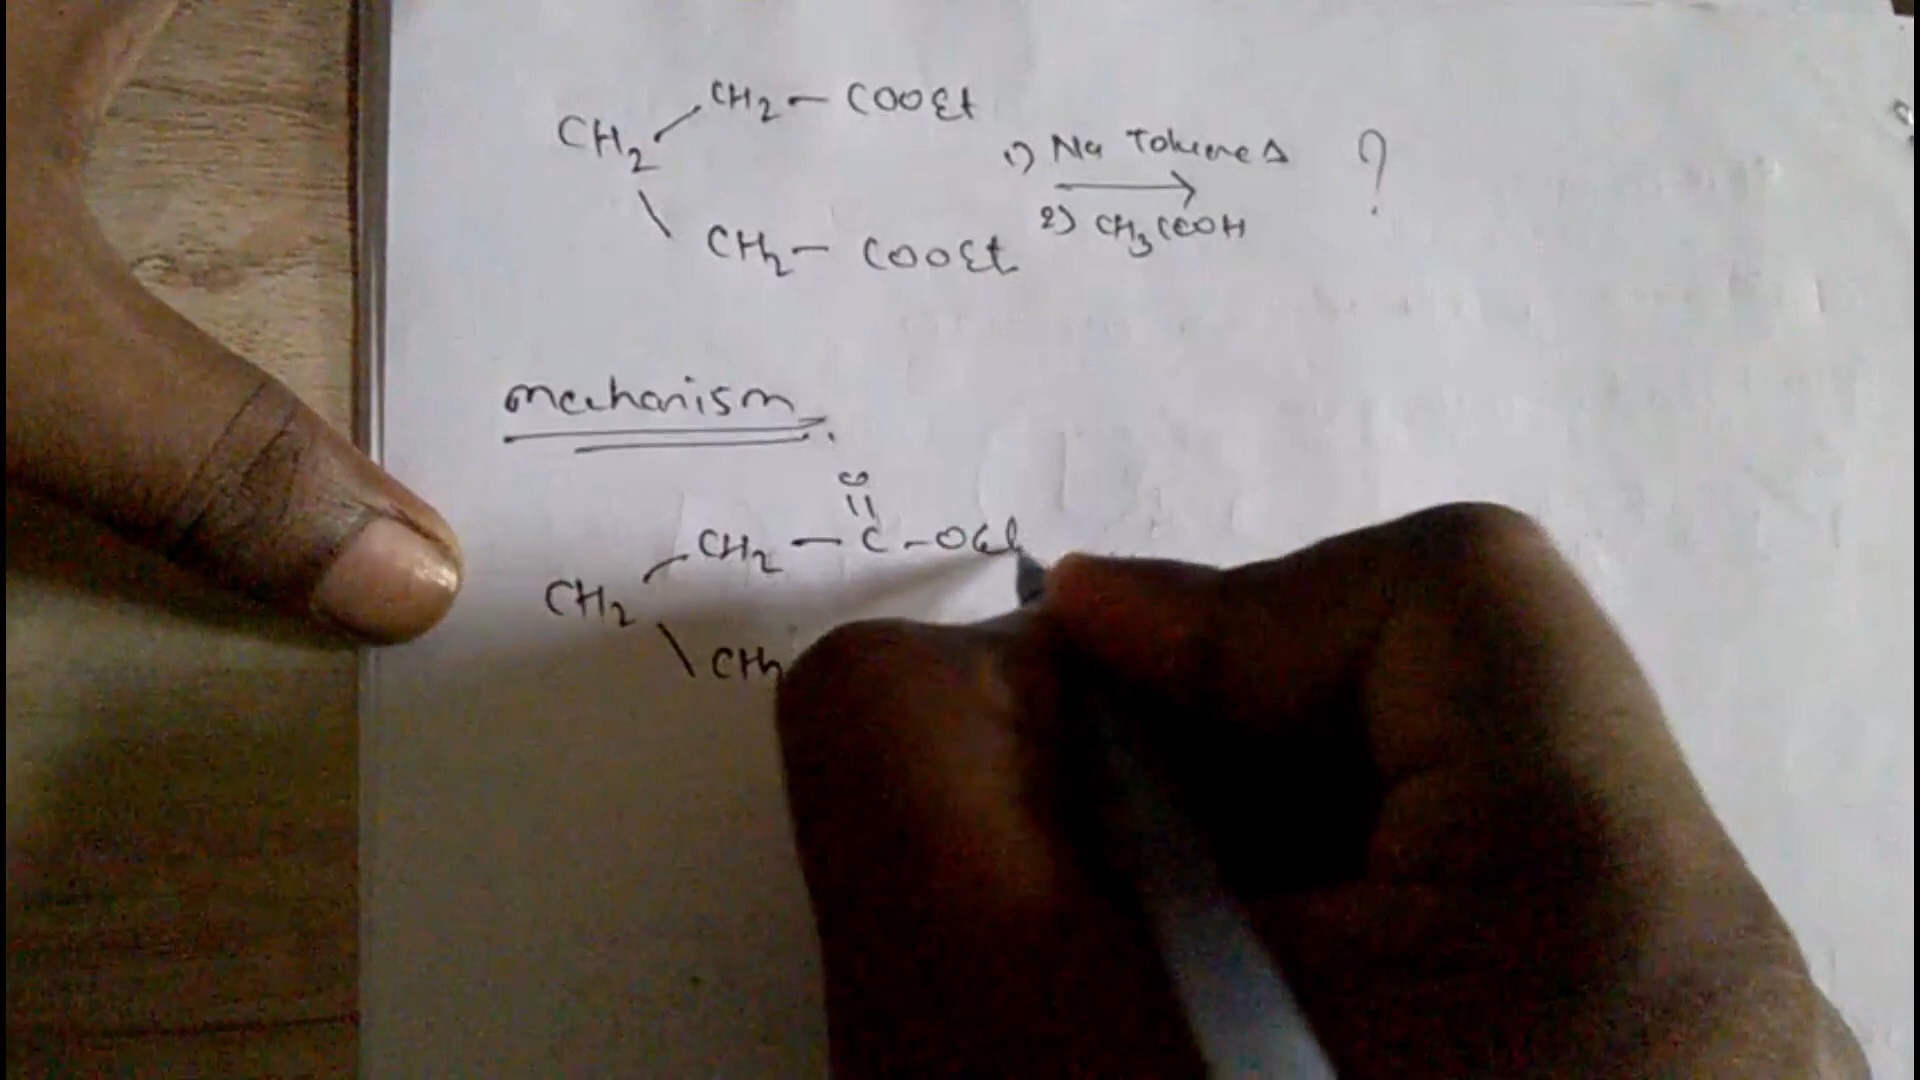 CH2 — COOEt
CH2
1) Na Toluene Δ ?
2) CH3COOH
CH2 — COOEt
mechanism
O
CH2 — C - OEt
CH2
CH2